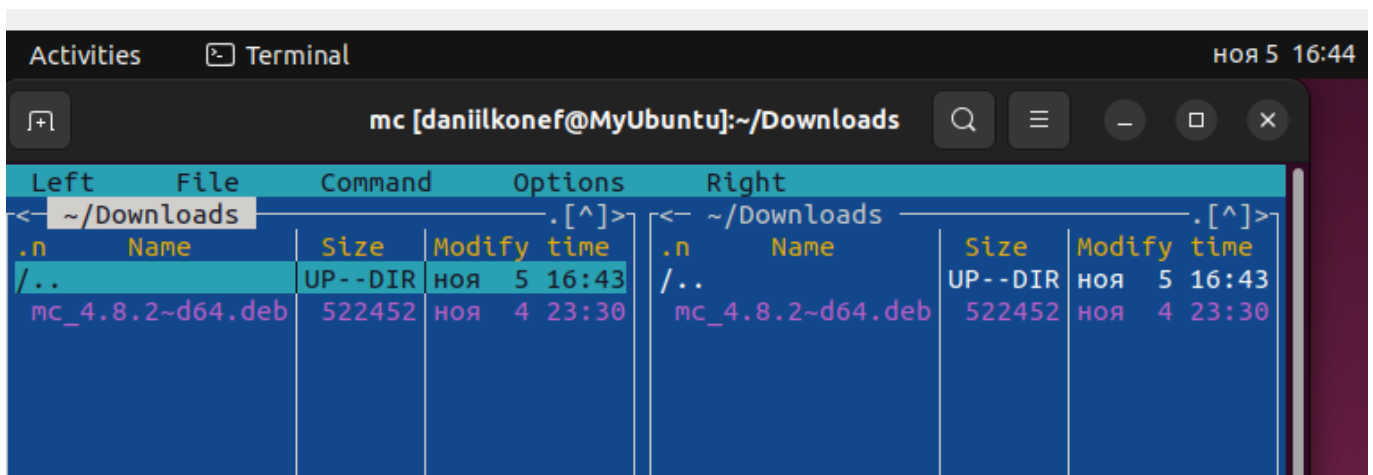 Activities Terminal ноя 5 16:44
mc [daniilkonef@MyUbuntu]:~/Downloads
Left File Command Options Right
<─ ~/Downloads ─.[^]>┐ ┌<─ ~/Downloads ─.[^]>┐
.n Name Size Modify time .n Name Size Modify time
/.. UP--DIR ноя 5 16:43 /.. UP--DIR ноя 5 16:43
mc_4.8.2~d64.deb 522452 ноя 4 23:30 mc_4.8.2~d64.deb 522452 ноя 4 23:30